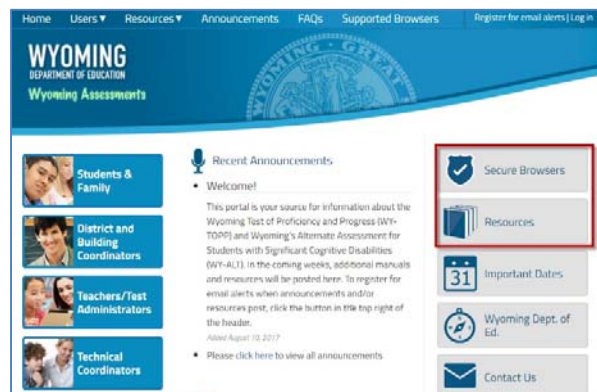 Home Users▼ Resources▼ Announcements FAQs Supported Browsers Register for email alerts | Log in
WYOMING
DEPARTMENT OF EDUCATION
Wyoming Assessments
Students &
Family
District and
Building
Coordinators
Teachers/Test
Administrators
Technical
Coordinators
Recent Announcements
• Welcome!
This portal is your source for information about the
Wyoming Test of Proficiency and Progress (WY-
TOPP) and Wyoming's Alternate Assessment for
Students with Significant Cognitive Disabilities
(WY-ALT). In the coming weeks, additional manuals
and resources will be posted here. To register for
email alerts when announcements and/or
resources post, click the button in the top right of
the header.
Added August 10, 2017
• Please click here to view all announcements
Secure Browsers
Resources
31 Important Dates
Wyoming Dept. of
Ed.
Contact Us